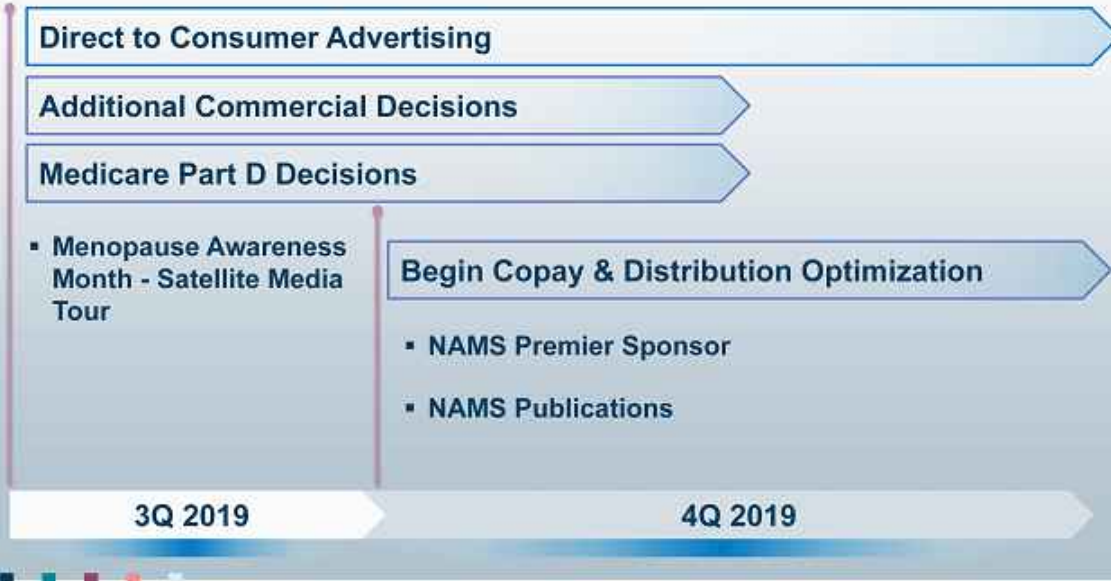 Direct to Consumer Advertising
Additional Commercial Decisions
Medicare Part D Decisions
▪ Menopause Awareness
Month - Satellite Media
Tour
Begin Copay & Distribution Optimization
▪ NAMS Premier Sponsor
▪ NAMS Publications
3Q 2019
4Q 2019